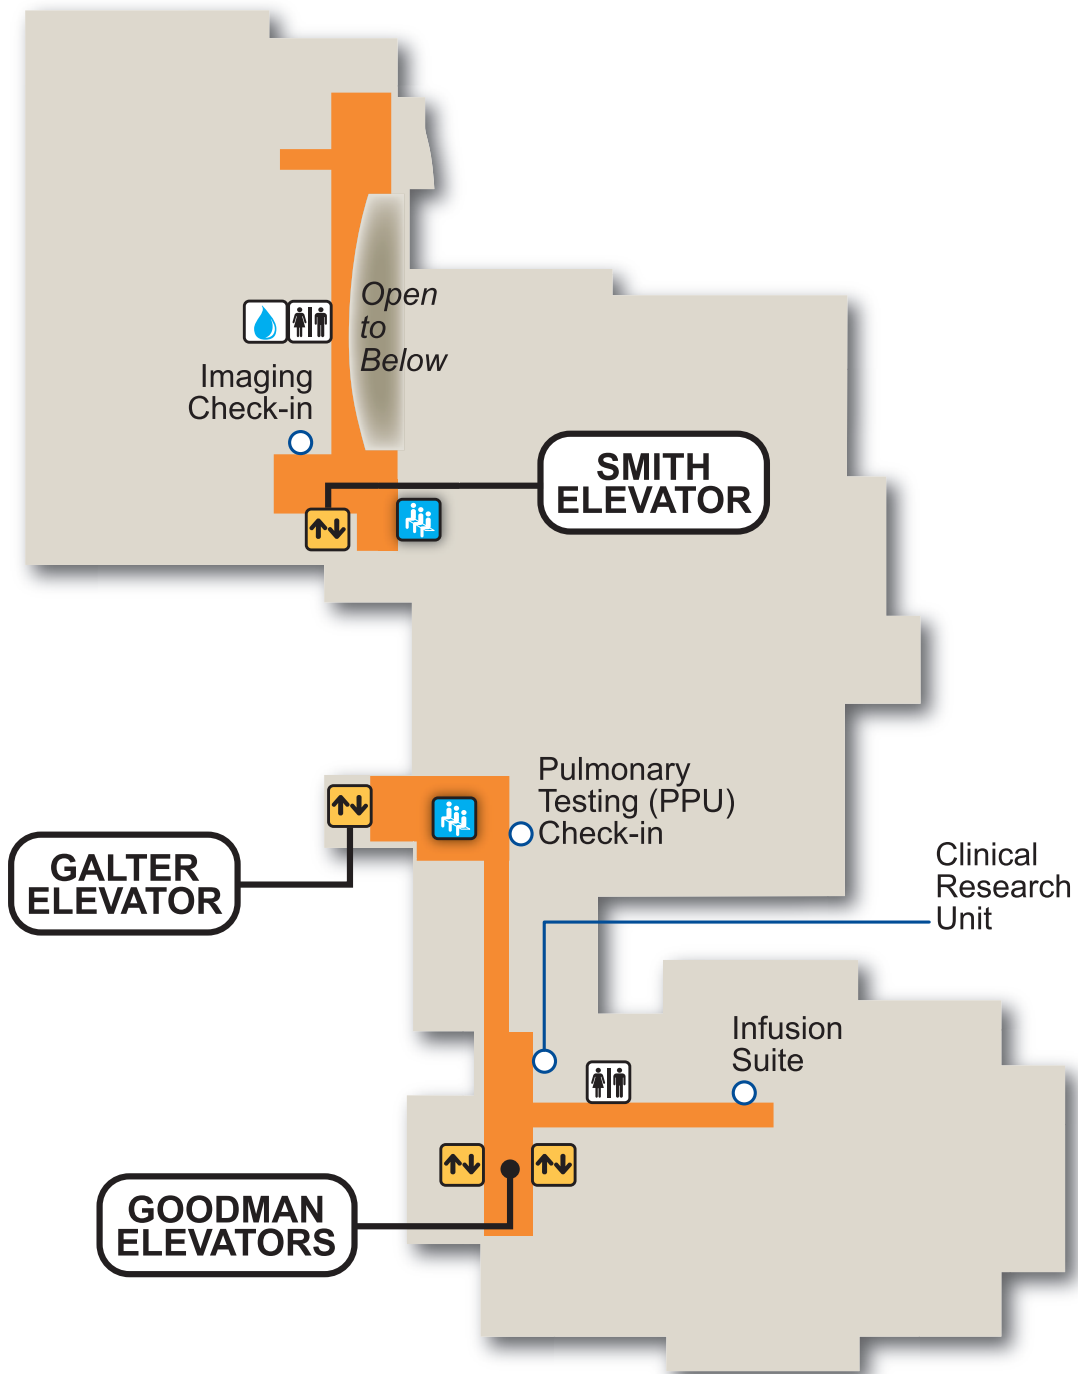 Open
to
Below
Imaging
Check-in
SMITH
ELEVATOR
Pulmonary
Testing (PPU)
Check-in
GALTER
ELEVATOR
Clinical
Research
Unit
Infusion
Suite
GOODMAN
ELEVATORS